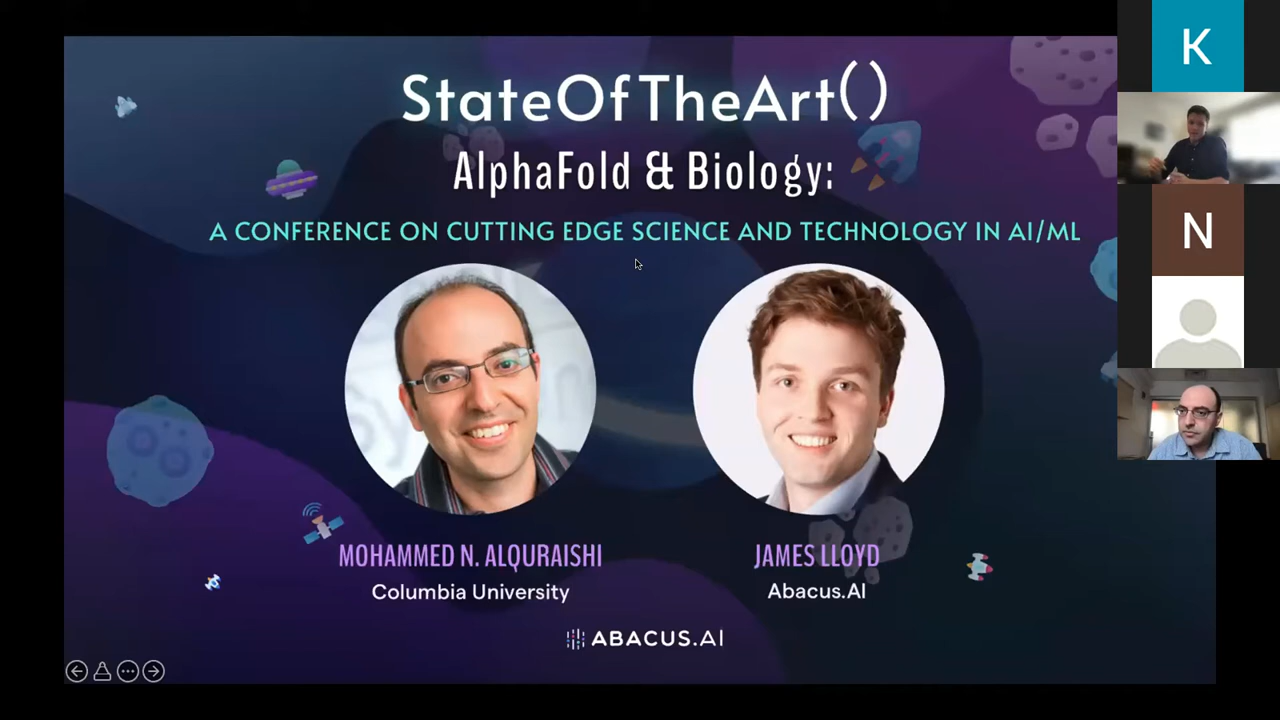 StateOfTheArt()
AlphaFold & Biology:
A CONFERENCE ON CUTTING EDGE SCIENCE AND TECHNOLOGY IN AI/ML
MOHAMMED N. ALQURAISHI
Columbia University
JAMES LLOYD
Abacus.AI
ABACUS.AI
K
N